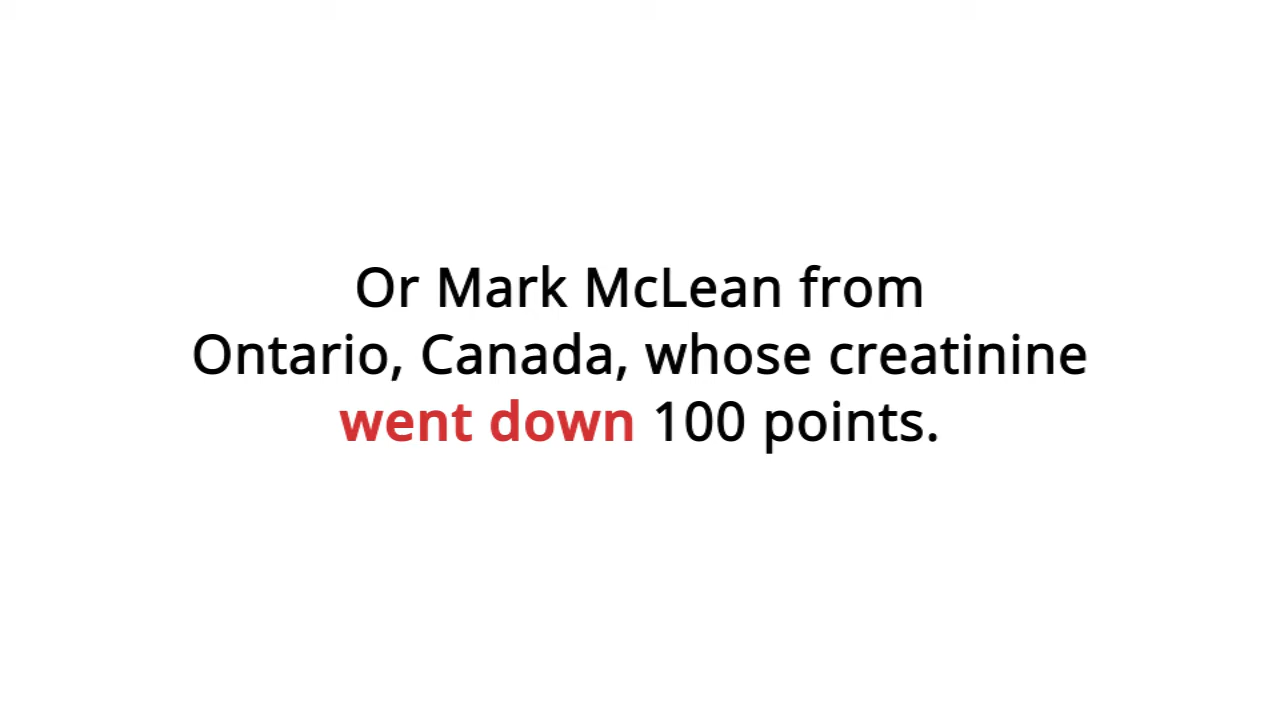 Or Mark McLean from
Ontario, Canada, whose creatinine
went down 100 points.